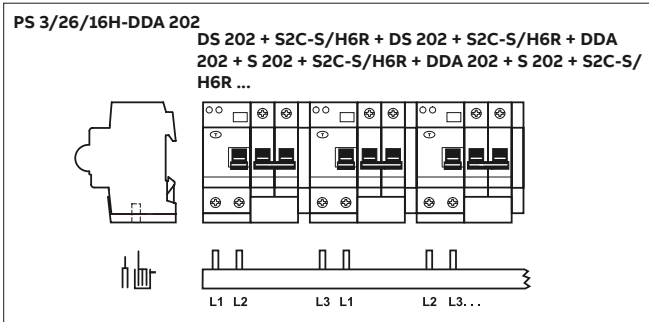 PS 3/26/16H-DDA 202
DS 202 + S2C-S/H6R + DS 202 + S2C-S/H6R + DDA
202 + S 202 + S2C-S/H6R + DDA 202 + S 202 + S2C-S/
H6R ...
T T T
L1 L2 L3 L1 L2 L3...